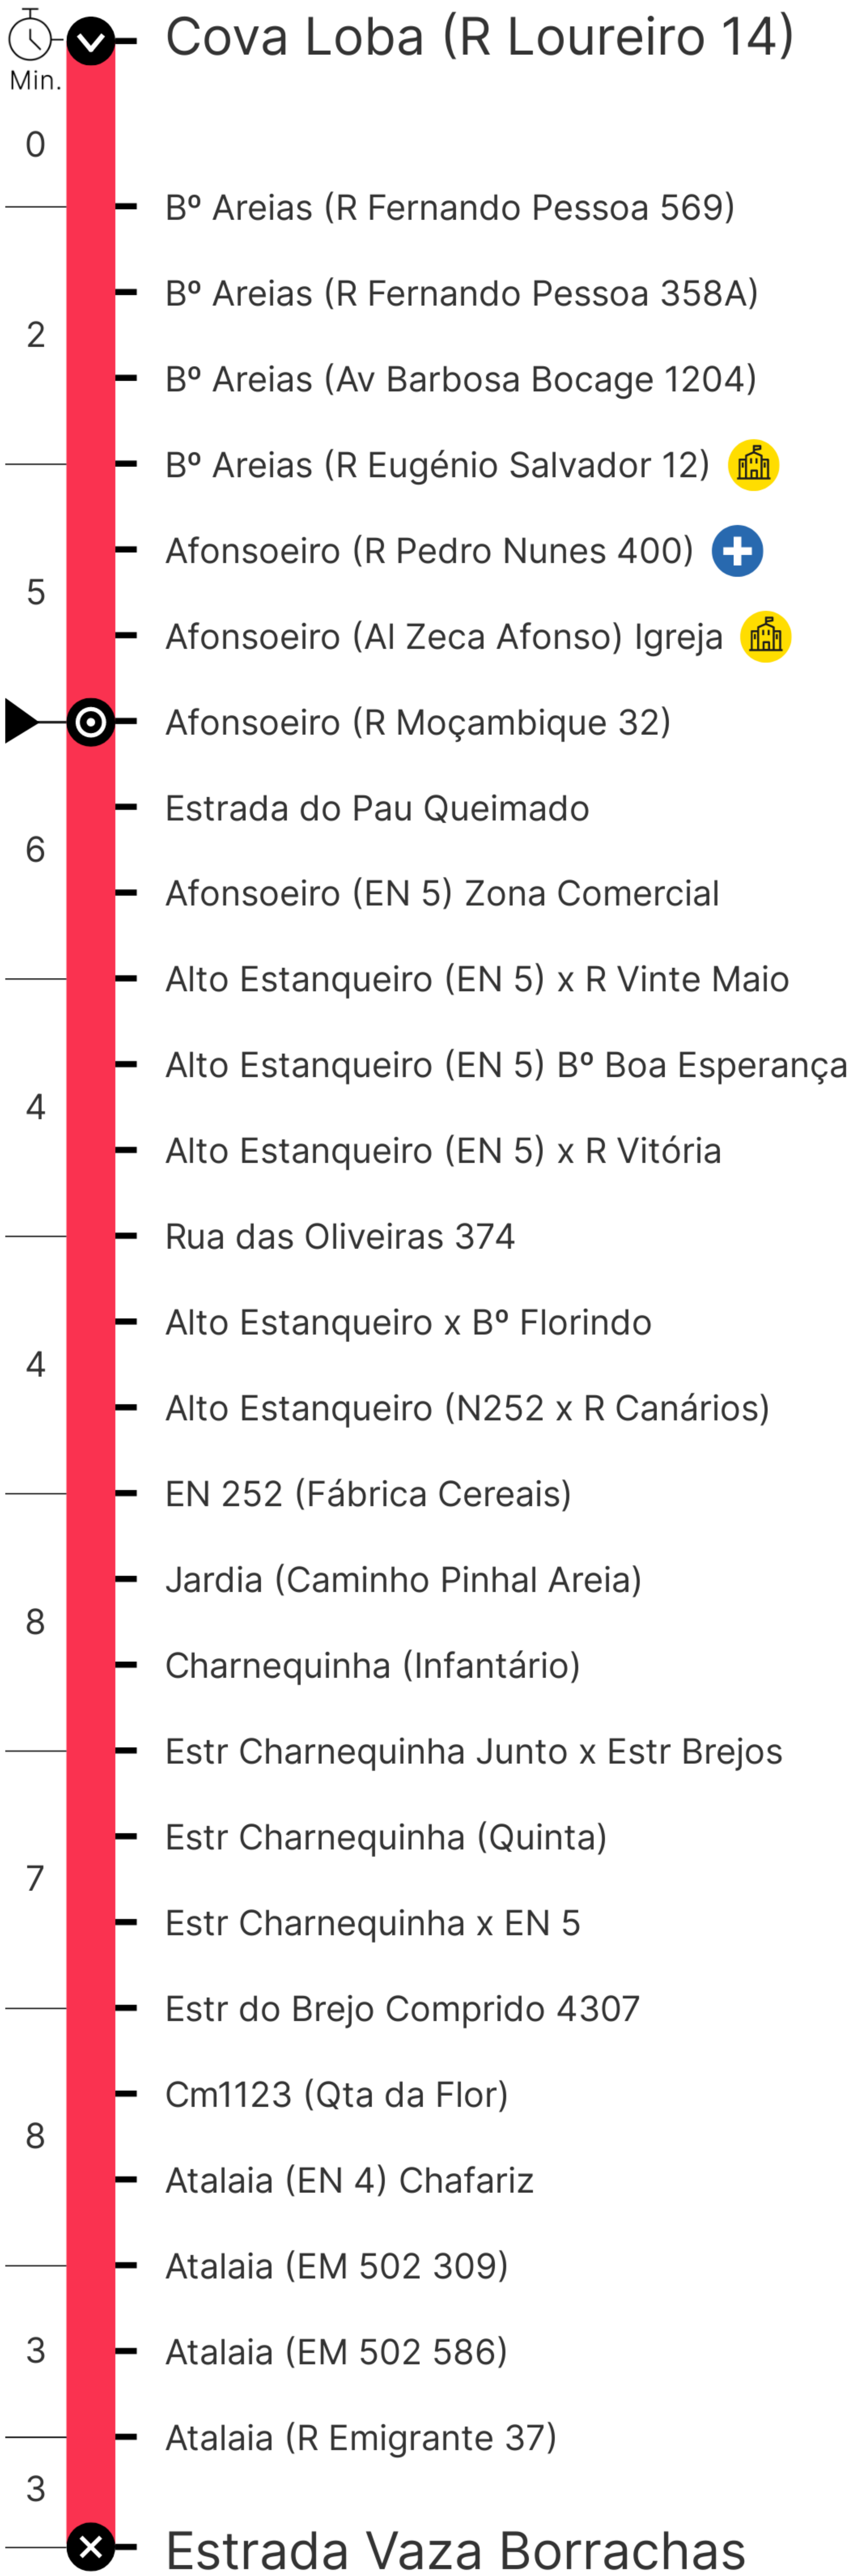 Cova Loba (R Loureiro 14)
Min.
0
Bº Areias (R Fernando Pessoa 569)
Bº Areias (R Fernando Pessoa 358A)
2
Bº Areias (Av Barbosa Bocage 1204)
Bº Areias (R Eugénio Salvador 12)
Afonsoeiro (R Pedro Nunes 400)
5
Afonsoeiro (Al Zeca Afonso) Igreja
Afonsoeiro (R Moçambique 32)
Estrada do Pau Queimado
6
Afonsoeiro (EN 5) Zona Comercial
Alto Estanqueiro (EN 5) x R Vinte Maio
Alto Estanqueiro (EN 5) Bº Boa Esperança
4
Alto Estanqueiro (EN 5) x R Vitória
Rua das Oliveiras 374
Alto Estanqueiro x Bº Florindo
4
Alto Estanqueiro (N252 x R Canários)
EN 252 (Fábrica Cereais)
Jardia (Caminho Pinhal Areia)
8
Charnequinha (Infantário)
Estr Charnequinha Junto x Estr Brejos
Estr Charnequinha (Quinta)
7
Estr Charnequinha x EN 5
Estr do Brejo Comprido 4307
Cm1123 (Qta da Flor)
8
Atalaia (EN 4) Chafariz
Atalaia (EM 502 309)
3
Atalaia (EM 502 586)
Atalaia (R Emigrante 37)
3
Estrada Vaza Borrachas